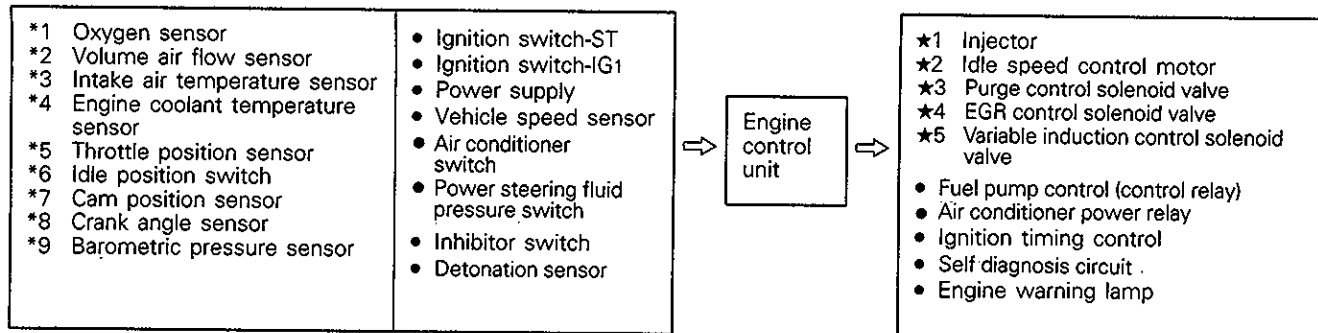 *1 Oxygen sensor
*2 Volume air flow sensor
*3 Intake air temperature sensor
*4 Engine coolant temperature
sensor
*5 Throttle position sensor
*6 Idle position switch
*7 Cam position sensor
*8 Crank angle sensor
*9 Barometric pressure sensor
• Ignition switch-ST
• Ignition switch-IG1
• Power supply
• Vehicle speed sensor
• Air conditioner
switch
• Power steering fluid
pressure switch
• Inhibitor switch
• Detonation sensor
Engine
control
unit
★1 Injector
★2 Idle speed control motor
★3 Purge control solenoid valve
★4 EGR control solenoid valve
★5 Variable induction control solenoid
valve
• Fuel pump control (control relay)
• Air conditioner power relay
• Ignition timing control
• Self diagnosis circuit
• Engine warning lamp